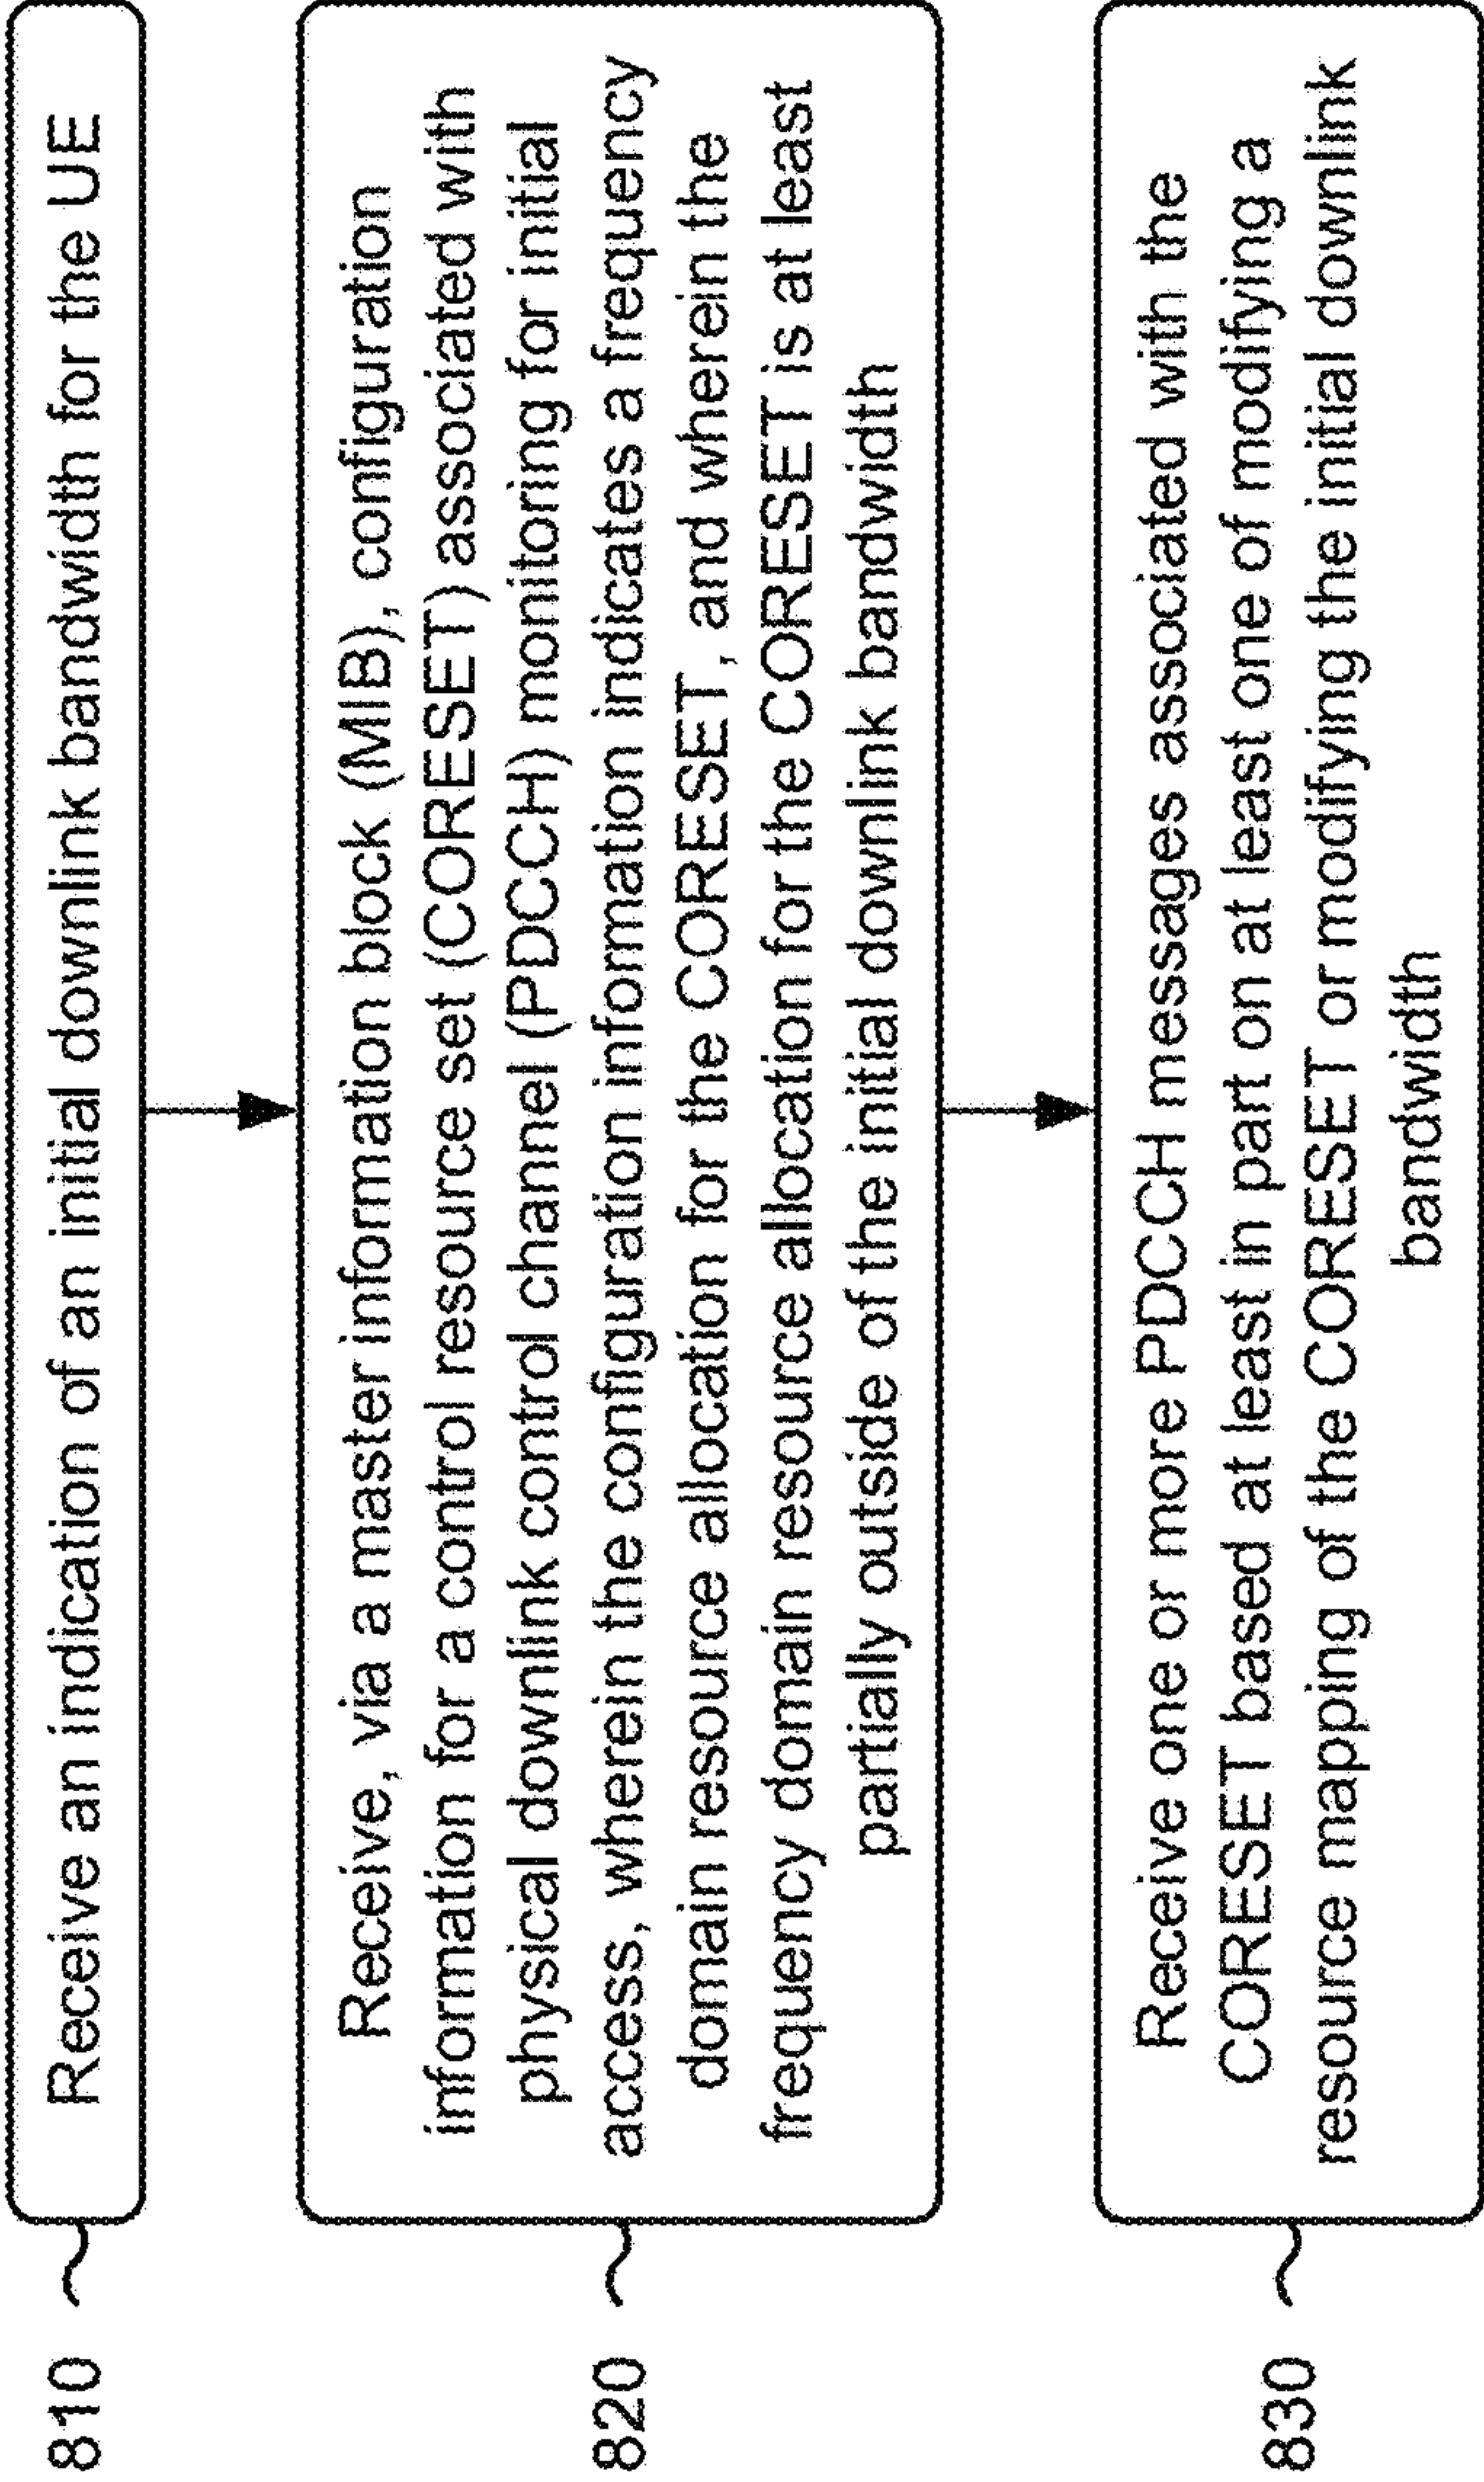 810
Receive an indication of an initial downlink bandwidth for the UE
820
Receive, via a master information block (MIB), configuration
information for a control resource set (CORESET) associated with
physical downlink control channel (PDCCH) monitoring for initial
access, wherein the configuration information indicates a frequency
domain resource allocation for the CORESET, and wherein the
frequency domain resource allocation for the CORESET is at least
partially outside of the initial downlink bandwidth
830
Receive one or more PDCCH messages associated with the
CORESET based at least in part on at least one of modifying a
resource mapping of the CORESET or modifying the initial downlink
bandwidth